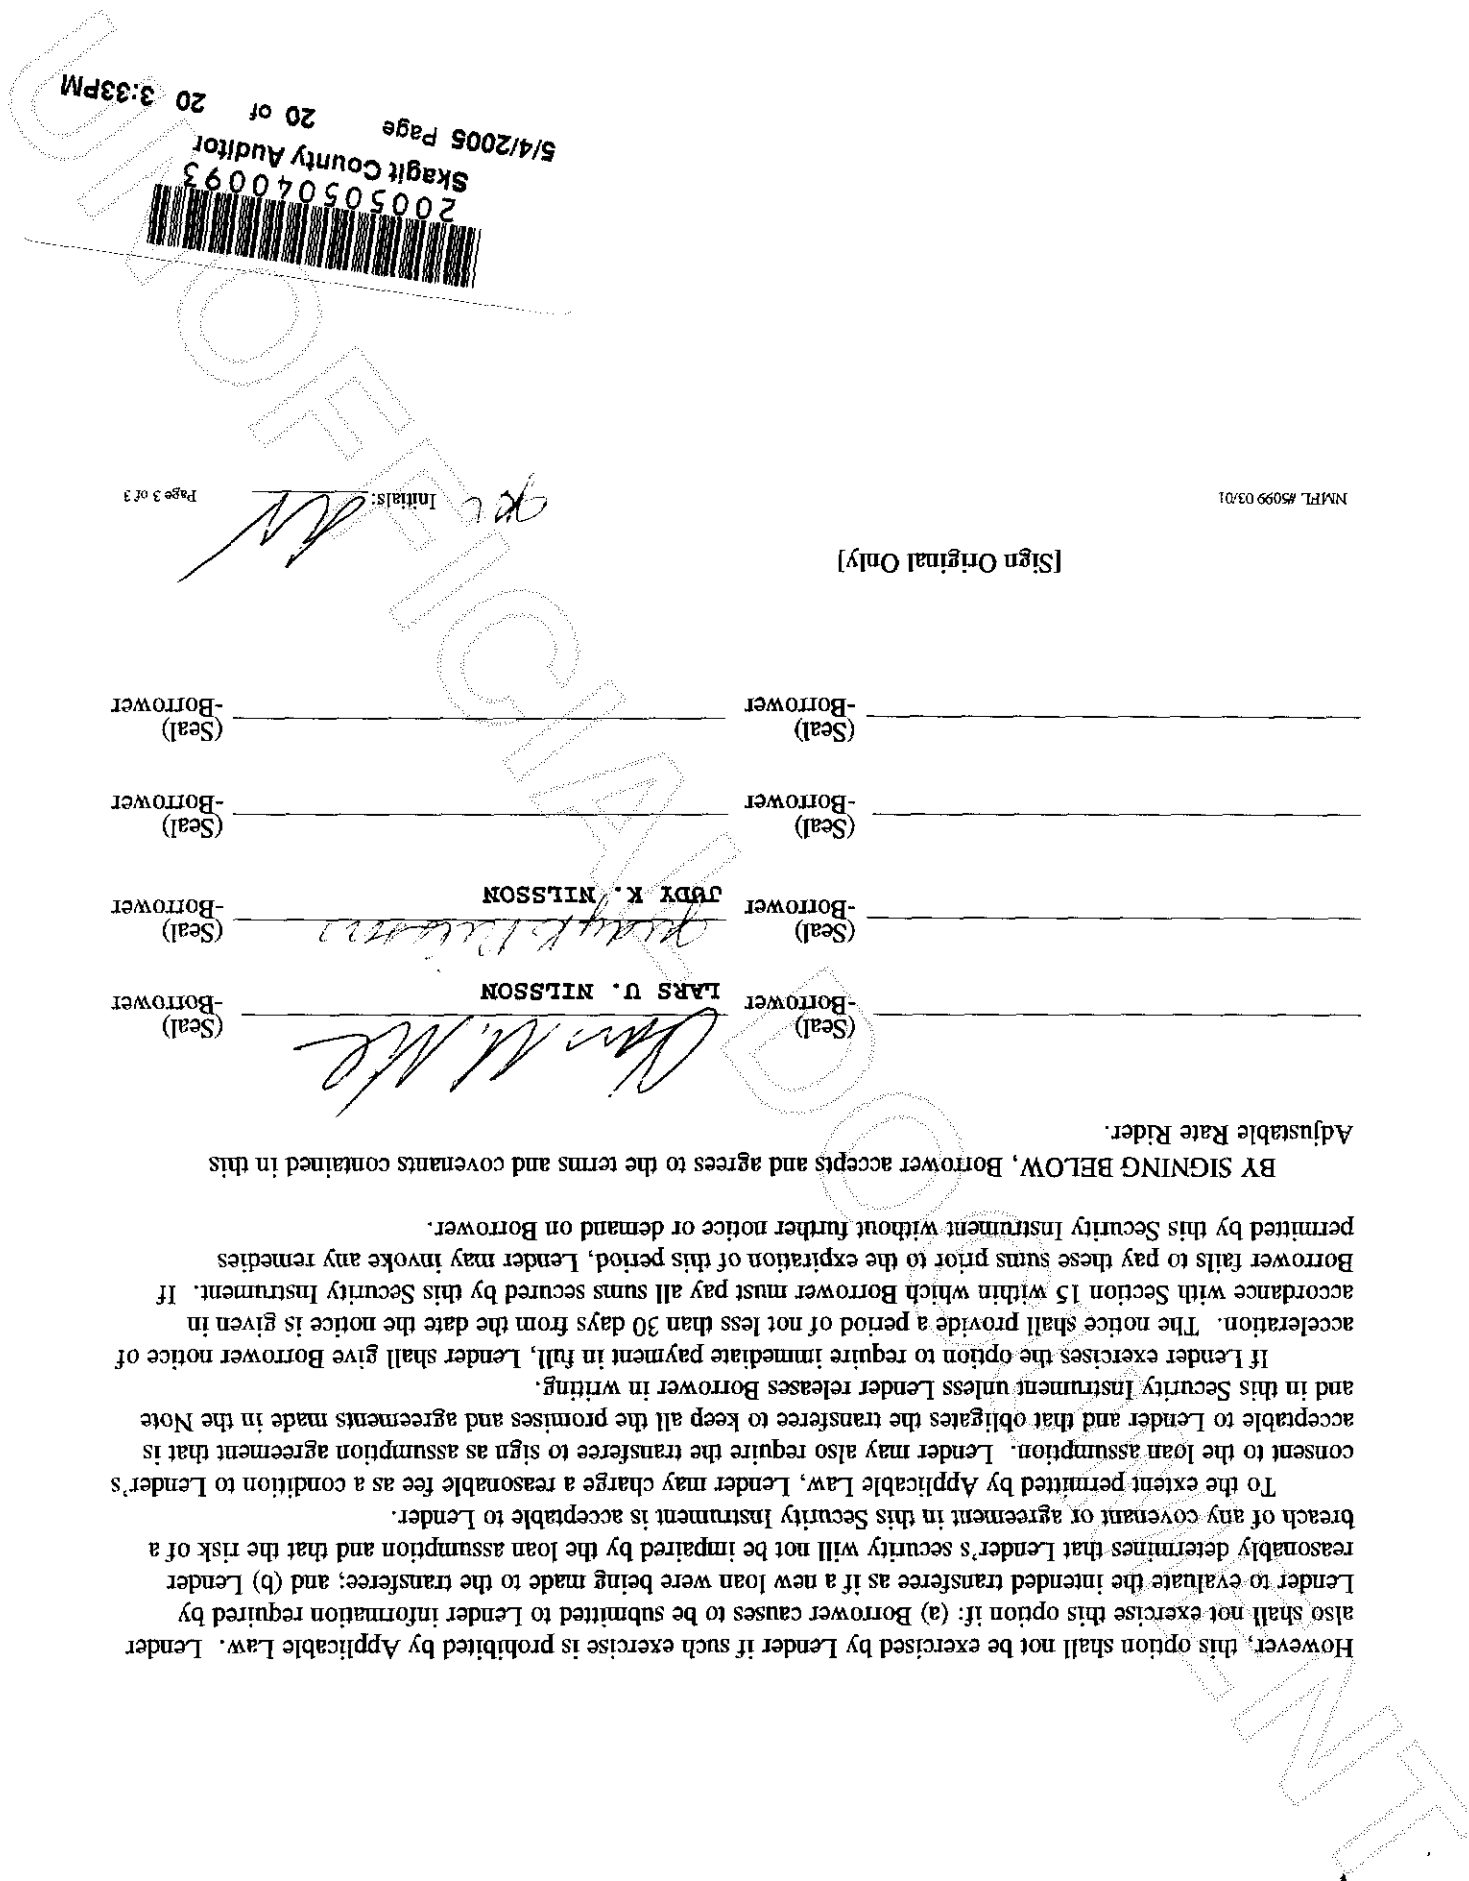 However, this option shall not be exercised by Lender if such exercise is prohibited by Applicable Law. Lender
also shall not exercise this option if: (a) Borrower causes to be submitted to Lender information required by
Lender to evaluate the intended transferee as if a new loan were being made to the transferee; and (b) Lender
reasonably determines that Lender's security will not be impaired by the loan assumption and that the risk of a
breach of any covenant or agreement in this Security Instrument is acceptable to Lender.
To the extent permitted by Applicable Law, Lender may charge a reasonable fee as a condition to Lender's
consent to the loan assumption. Lender may also require the transferee to sign as assumption agreement that is
acceptable to Lender and that obligates the transferee to keep all the promises and agreements made in the Note
and in this Security Instrument unless Lender releases Borrower in writing.
If Lender exercises the option to require immediate payment in full, Lender shall give Borrower notice of
acceleration. The notice shall provide a period of not less than 30 days from the date the notice is given in
accordance with Section 15 within which Borrower must pay all sums secured by this Security Instrument. If
Borrower fails to pay these sums prior to the expiration of this period, Lender may invoke any remedies
permitted by this Security Instrument without further notice or demand on Borrower.
BY SIGNING BELOW, Borrower accepts and agrees to the terms and covenants contained in this
Adjustable Rate Rider.
(Seal) (Seal)
LARS U. NILSSON -Borrower -Borrower
Judy K. Nilsson (Seal) (Seal)
JUDY K. NILSSON -Borrower -Borrower
(Seal) (Seal)
-Borrower -Borrower
(Seal) (Seal)
-Borrower -Borrower
[Sign Original Only]
NMFL #5099 03/01 Initials: Page 3 of 3
200505040093
Skagit County Auditor
5/4/2005 Page 20 of 20 3:33PM
UNOFFICIAL DOCUMENT